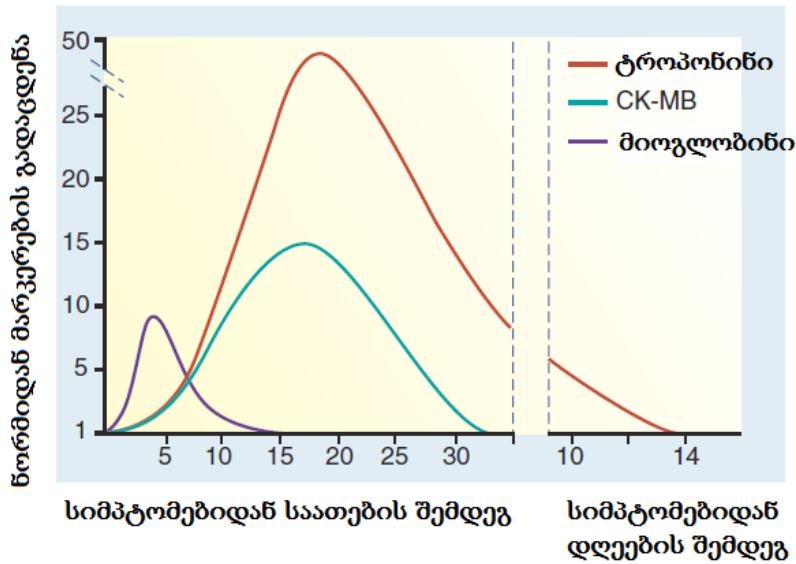 ნორმიდან მარკერების გადაცდენა
50
25
20
15
10
5
1
ტროპონინი
CK-MB
მიოგლობინი
5 10 15 20 25 30 10 14
სიმპტომებიდან საათების შემდეგ
სიმპტომებიდან
დღეების შემდეგ